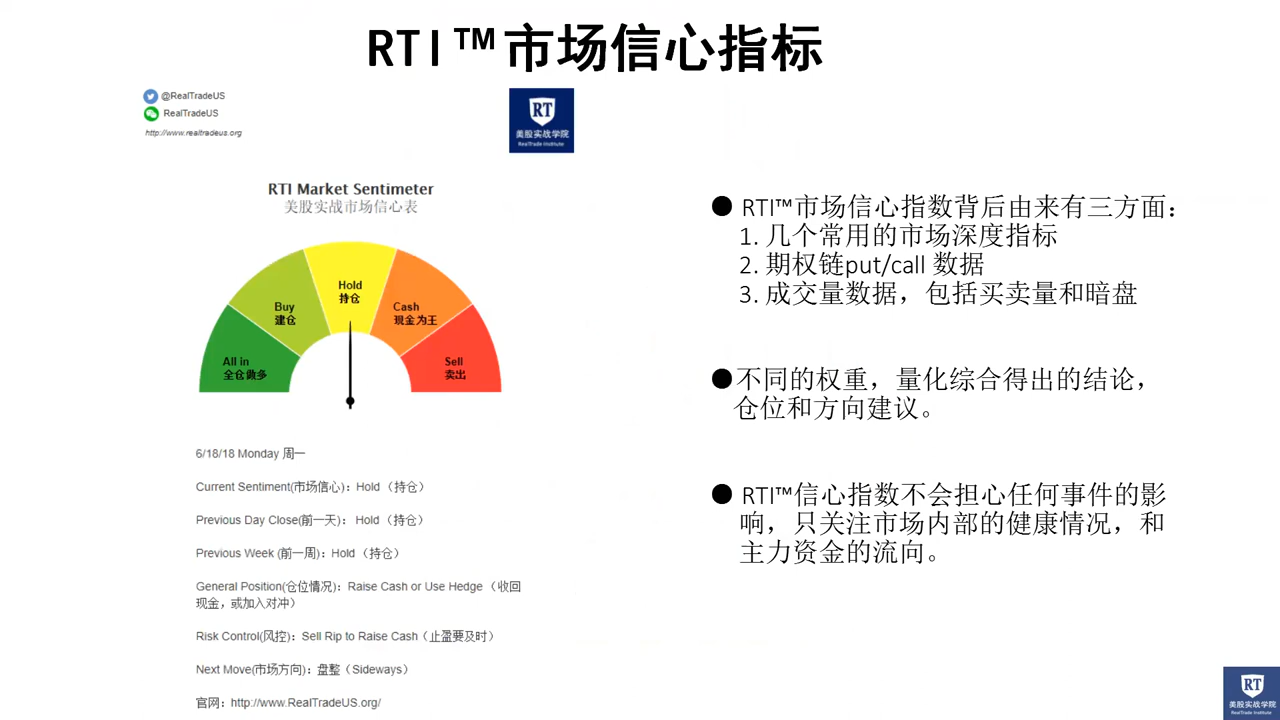 RTI™市场信心指标
@RealTradeUS
RealTradeUS
http://www.realtradeus.org
RT
美股实战学院
RealTrade Institute
RTI Market Sentimeter
美股实战市场信心表
Hold
持仓
Buy
建仓
Cash
现金为王
All in
全仓做多
Sell
卖出
6/18/18 Monday 周一
Current Sentiment(市场信心)：Hold（持仓）
Previous Day Close(前一天)： Hold（持仓）
Previous Week (前一周)：Hold（持仓）
General Position(仓位情况)：Raise Cash or Use Hedge（收回
现金，或加入对冲）
Risk Control(风控)：Sell Rip to Raise Cash（止盈要及时）
Next Move(市场方向)：盘整（Sideways）
官网：http://www.RealTradeUS.org/
● RTI™市场信心指数背后由来有三方面：
1. 几个常用的市场深度指标
2. 期权链put/call 数据
3. 成交量数据，包括买卖量和暗盘
●不同的权重，量化综合得出的结论，
仓位和方向建议。
● RTI™信心指数不会担心任何事件的影
响，只关注市场内部的健康情况，和
主力资金的流向。
RT
美股实战学院
RealTrade Institute